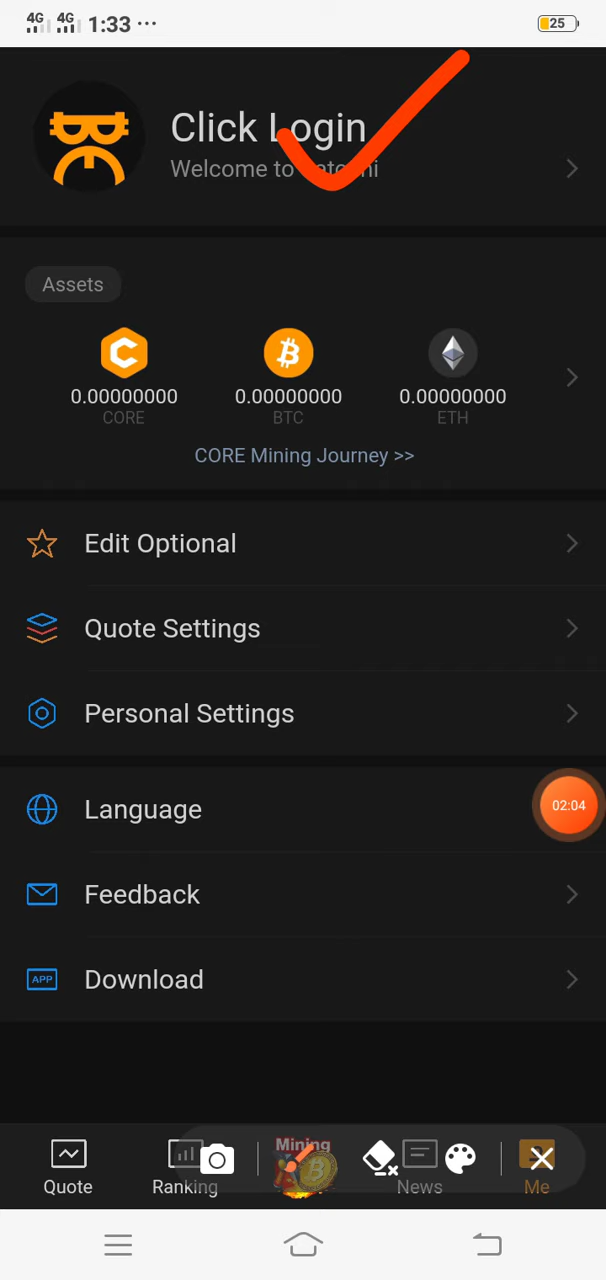 4G 4G 1:33 ... 25
Click Login
Welcome to
Assets
0.00000000 0.00000000 0.00000000
CORE BTC ETH
CORE Mining Journey >>
Edit Optional
Quote Settings
Personal Settings
Language
02:04
Feedback
APP Download
Mining
Quote Ranking News Me